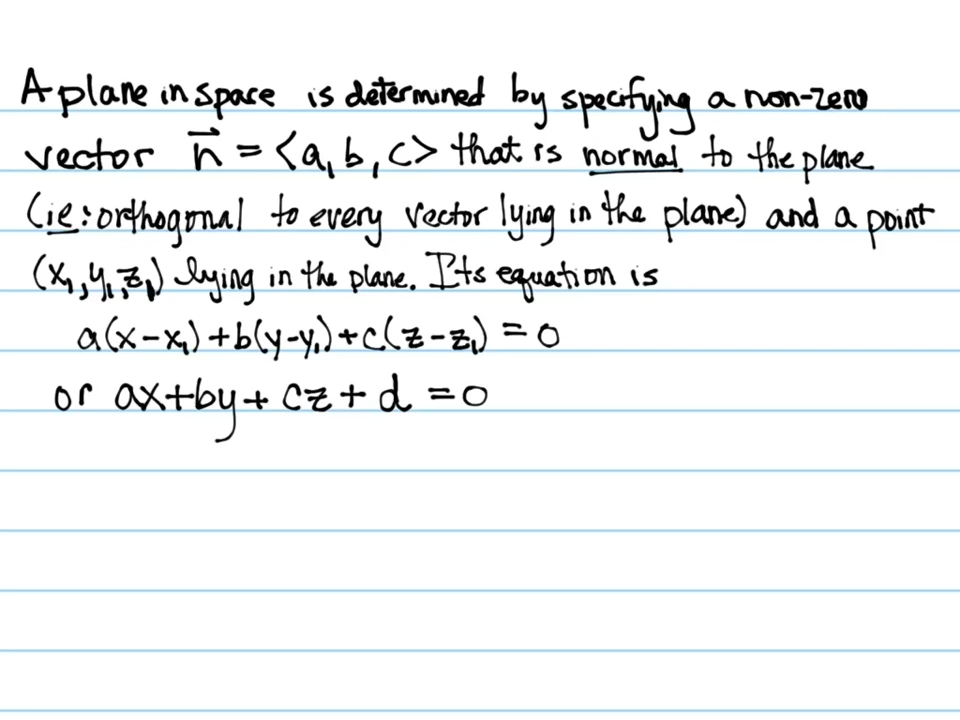 A plane in space is determined by specifying a non-zero
vector n⃗ = <a, b, c> that is normal to the plane
(ie: orthogonal to every vector lying in the plane) and a point
(x₁, y₁, z₁) lying in the plane. Its equation is
a(x-x₁) + b(y-y₁) + c(z-z₁) = 0
or ax+by+cz+d=0